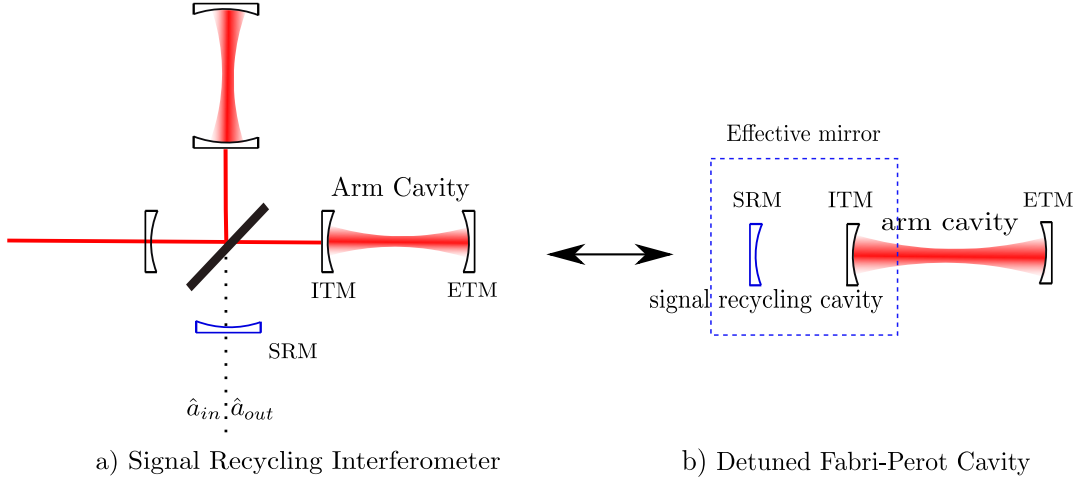 Arm Cavity
ITM
ETM
SRM
â_in â_out
a) Signal Recycling Interferometer
Effective mirror
SRM
ITM
ETM
arm cavity
signal recycling cavity
b) Detuned Fabri-Perot Cavity